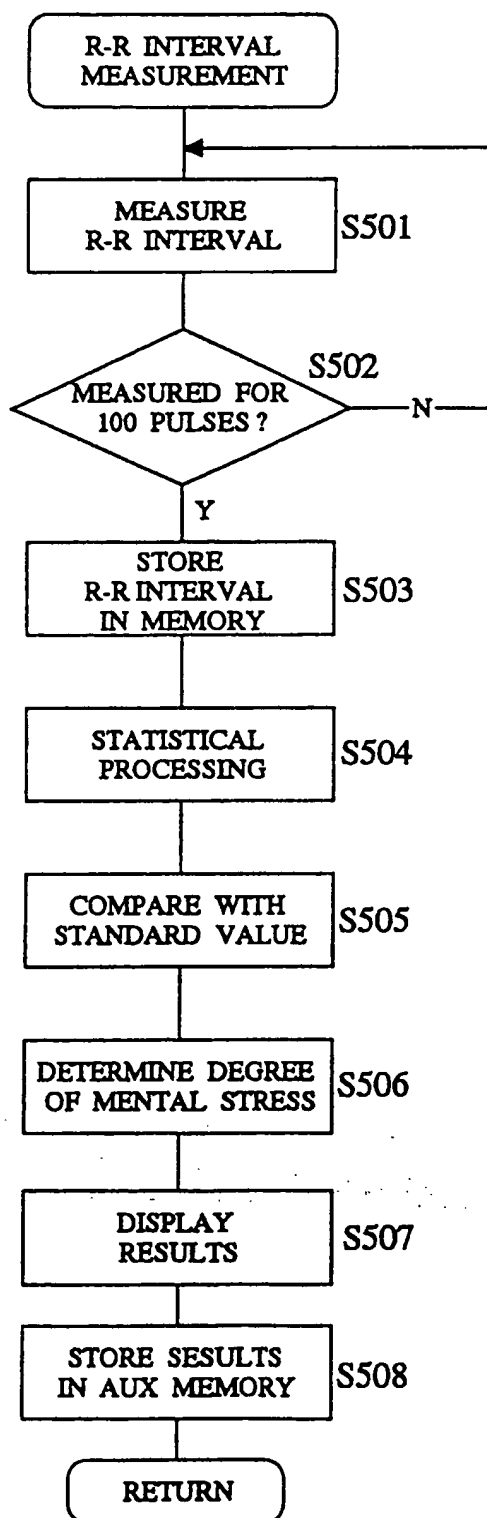 R-R INTERVAL
MEASUREMENT
MEASURE
R-R INTERVAL
S501
S502
MEASURED FOR
100 PULSES ?
N
Y
STORE
R-R INTERVAL
IN MEMORY
S503
STATISTICAL
PROCESSING
S504
COMPARE WITH
STANDARD VALUE
S505
DETERMINE DEGREE
OF MENTAL STRESS
S506
DISPLAY
RESULTS
S507
STORE SESULTS
IN AUX MEMORY
S508
RETURN